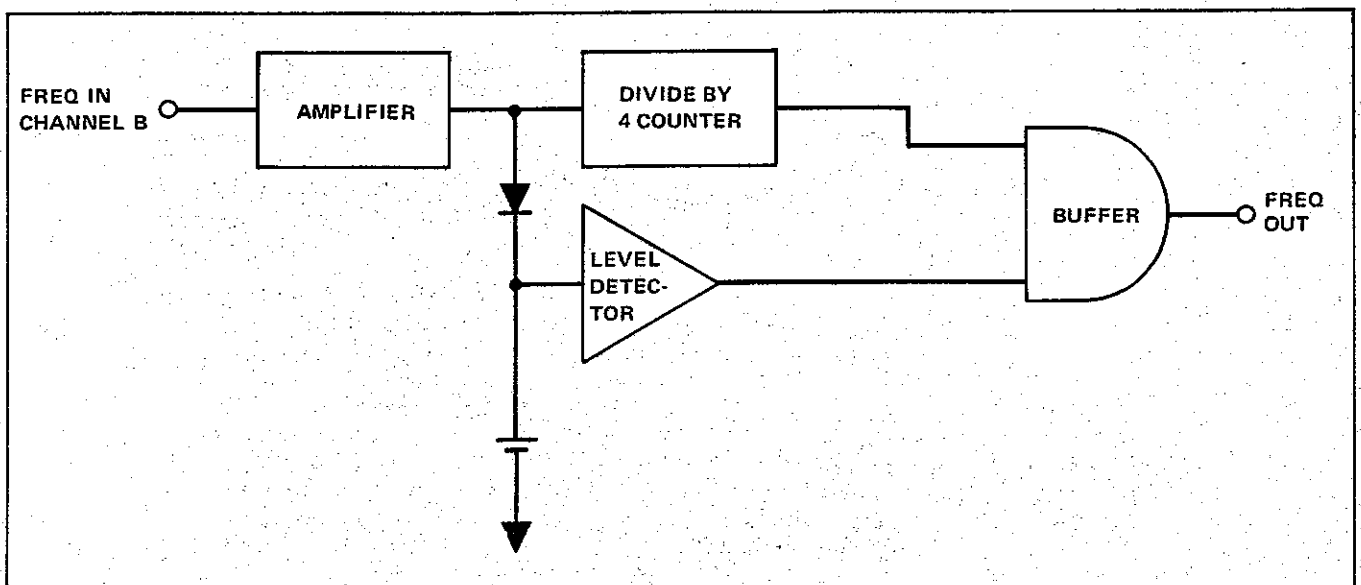 FREQ IN
CHANNEL B
AMPLIFIER
DIVIDE BY
4 COUNTER
LEVEL
DETEC-
TOR
BUFFER
FREQ
OUT